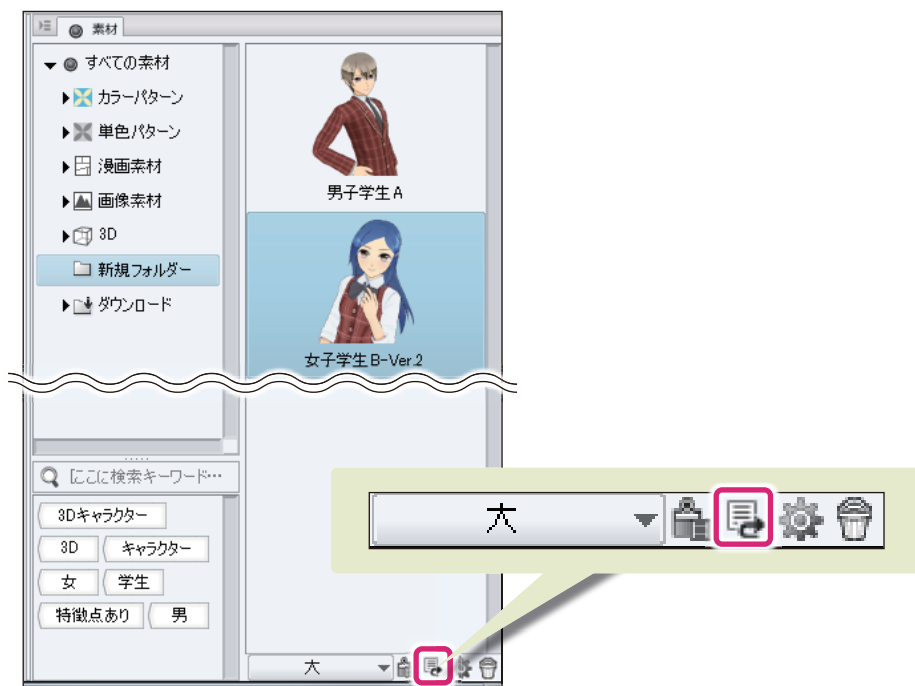 素材
すべての素材
カラーパターン
単色パターン
漫画素材
画像素材
3D
新規フォルダー
ダウンロード
男子学生A
女子学生B-Ver.2
[ここに検索キーワード…
3Dキャラクター
3D キャラクター
女 学生
特徴点あり 男
大
大